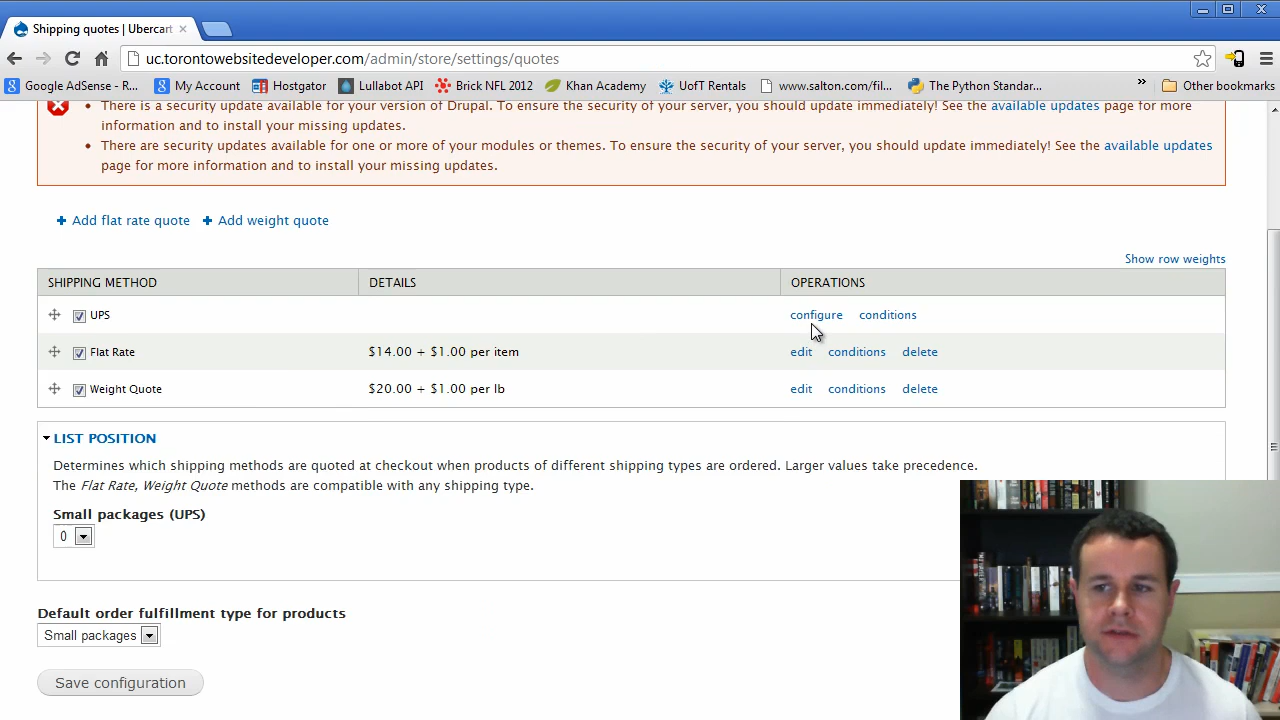 Shipping quotes | Ubercart
uc.torontowebsitedeveloper.com/admin/store/settings/quotes
Google AdSense - R... My Account Hostgator Lullabot API Brick NFL 2012 Khan Academy UofT Rentals www.salton.com/fil... The Python Standar... » Other bookmarks
There is a security update available for your version of Drupal. To ensure the security of your server, you should update immediately! See the available updates page for more
information and to install your missing updates.
There are security updates available for one or more of your modules or themes. To ensure the security of your server, you should update immediately! See the available updates
page for more information and to install your missing updates.
Add flat rate quote Add weight quote
Show row weights
SHIPPING METHOD DETAILS OPERATIONS
UPS configure conditions
Flat Rate $14.00 + $1.00 per item edit conditions delete
Weight Quote $20.00 + $1.00 per lb edit conditions delete
LIST POSITION
Determines which shipping methods are quoted at checkout when products of different shipping types are ordered. Larger values take precedence.
The Flat Rate, Weight Quote methods are compatible with any shipping type.
Small packages (UPS)
0
Default order fulfillment type for products
Small packages
Save configuration